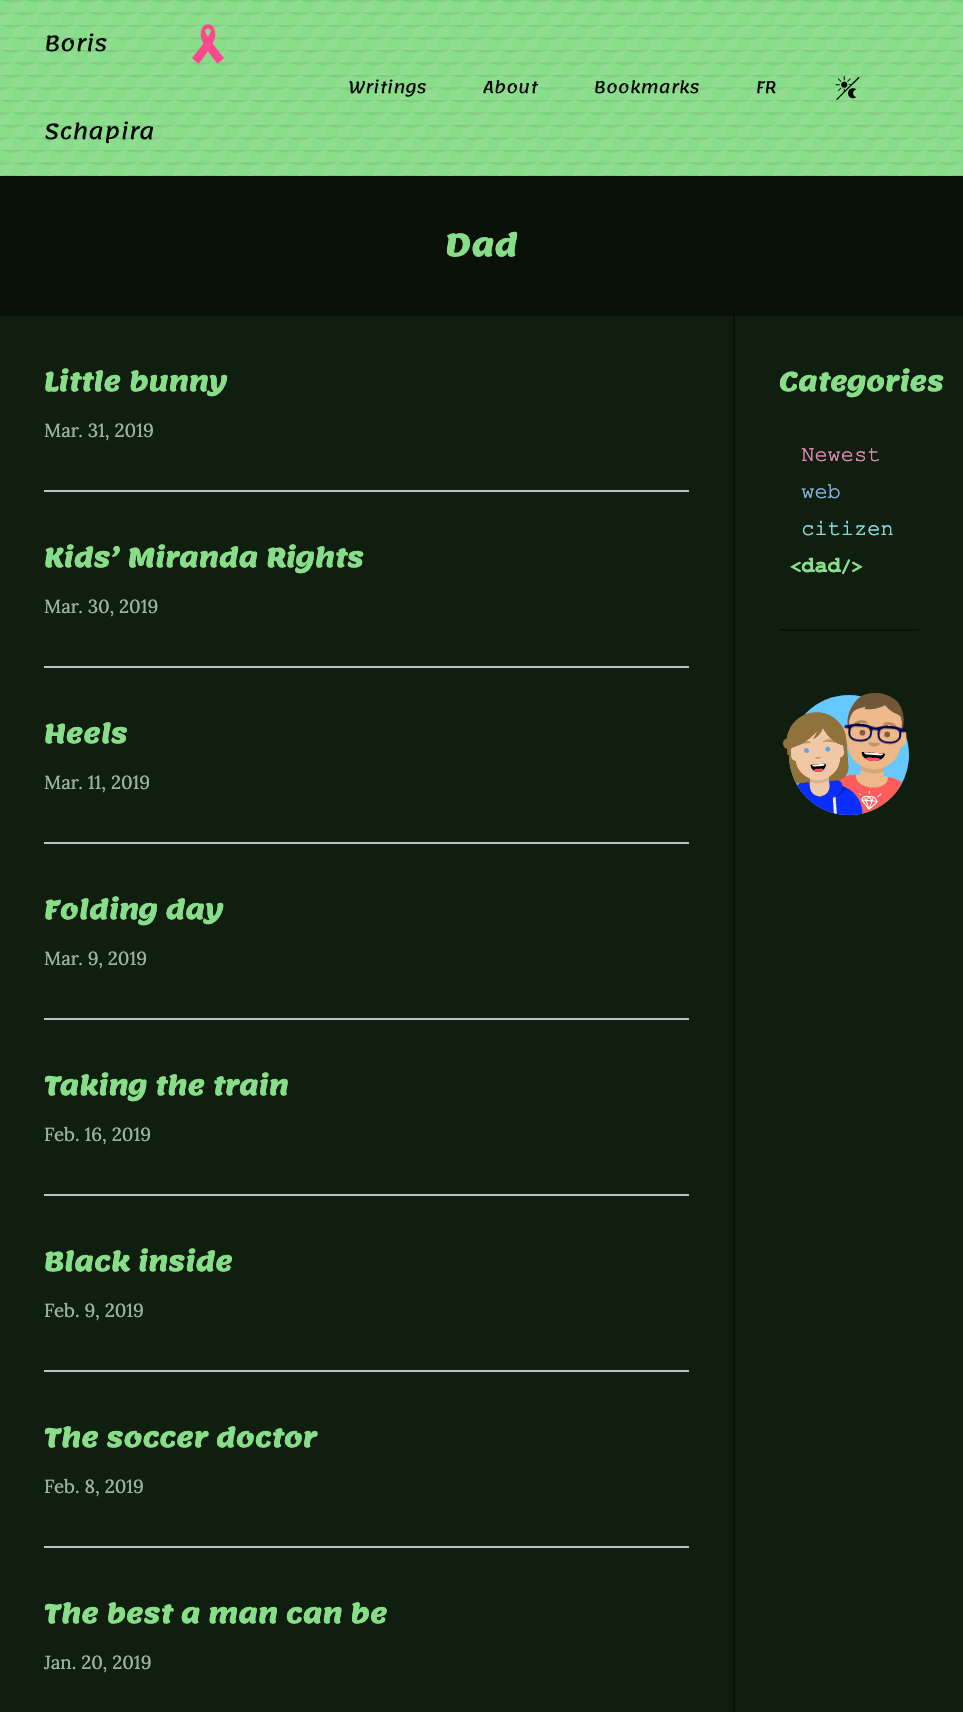 Boris
Schapira
Writings
About
Bookmarks
FR
Dad
Little bunny
Mar. 31, 2019
Kids’ Miranda Rights
Mar. 30, 2019
Heels
Mar. 11, 2019
Folding day
Mar. 9, 2019
Taking the train
Feb. 16, 2019
Black inside
Feb. 9, 2019
The soccer doctor
Feb. 8, 2019
The best a man can be
Jan. 20, 2019
Categories
Newest
web
citizen
<dad/>